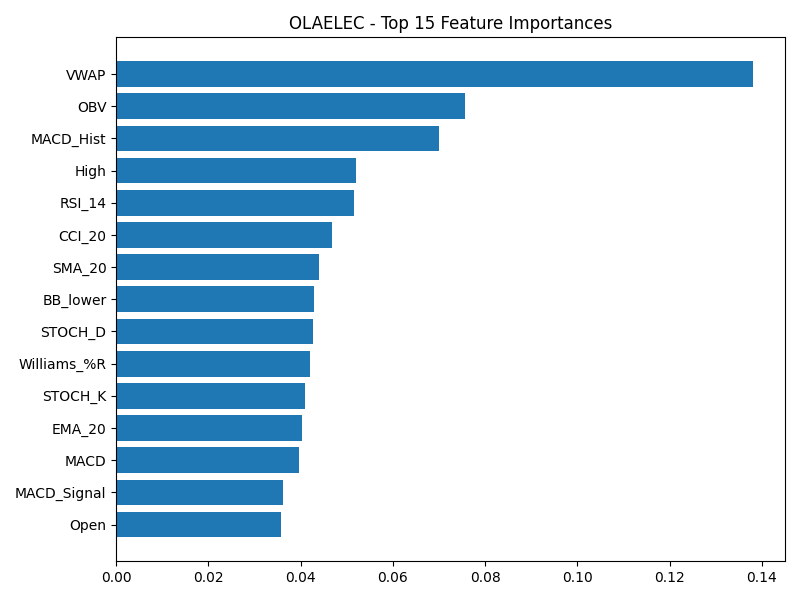 OLAELEC - Top 15 Feature Importances
VWAP
OBV
MACD_Hist
High
RSI_14
CCI_20
SMA_20
BB_lower
STOCH_D
Williams_%R
STOCH_K
EMA_20
MACD
MACD_Signal
Open
0.00 0.02 0.04 0.06 0.08 0.10 0.12 0.14